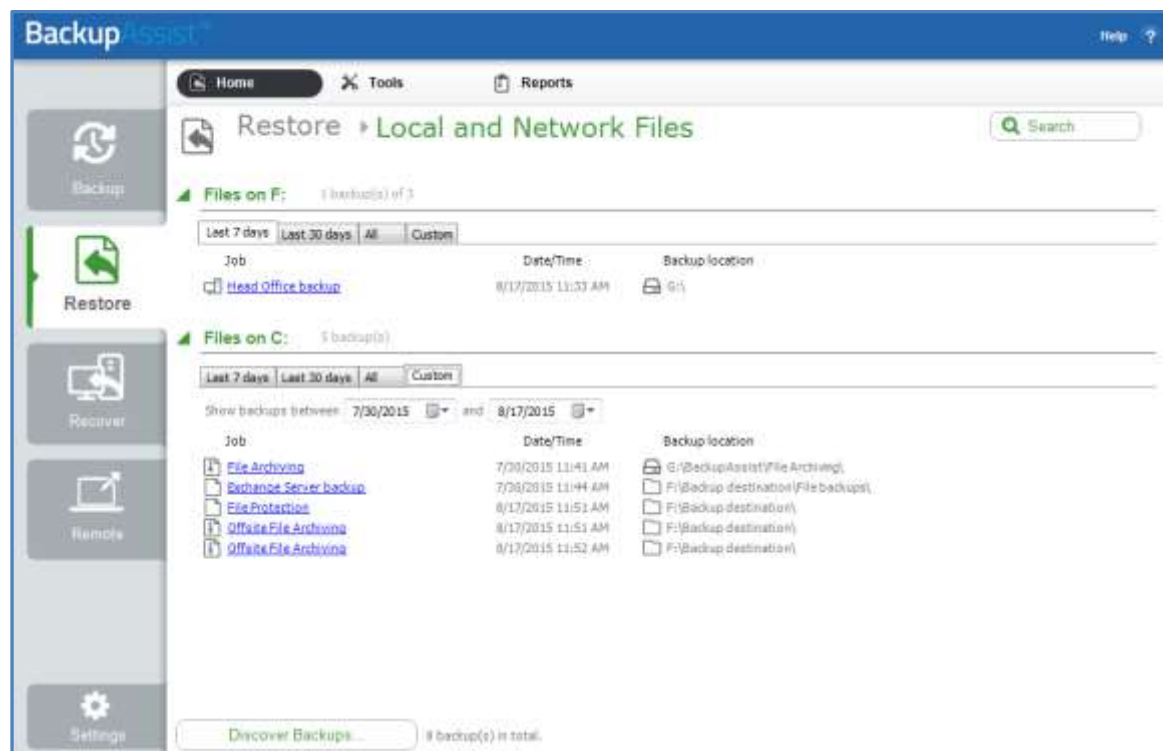 BackupAssist™
Help ?
Home Tools Reports
Restore Local and Network Files
Search
Backup
Files on F: 1 backup(s) of 3
Last 7 days Last 30 days All Custom
Job Date/Time Backup location
Head Office backup 8/17/2015 11:33 AM G:\
Restore
Files on C: 5 backup(s)
Last 7 days Last 30 days All Custom
Show backups between 7/30/2015 and 8/17/2015
Recover
Job Date/Time Backup location
File Archiving 7/30/2015 11:41 AM G:\BackupAssist\File Archiving\
Exchange Server backup 7/30/2015 11:44 AM F:\Backup destination\File backups\
File Protection 8/17/2015 11:51 AM F:\Backup destination\
Offsite File Archiving 8/17/2015 11:51 AM F:\Backup destination\
Remote
Offsite File Archiving 8/17/2015 11:52 AM F:\Backup destination\
Settings
Discover Backups... backup(s) in total.